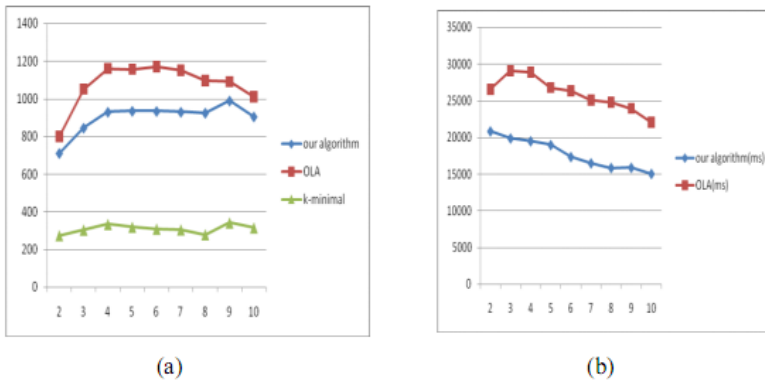 1400
1200
1000
800
600
400
200
0
2 3 4 5 6 7 8 9 10
our algorithm
OLA
k-minimal
(a)
35000
30000
25000
20000
15000
10000
5000
0
2 3 4 5 6 7 8 9 10
our algorithm(ms)
OLA(ms)
(b)